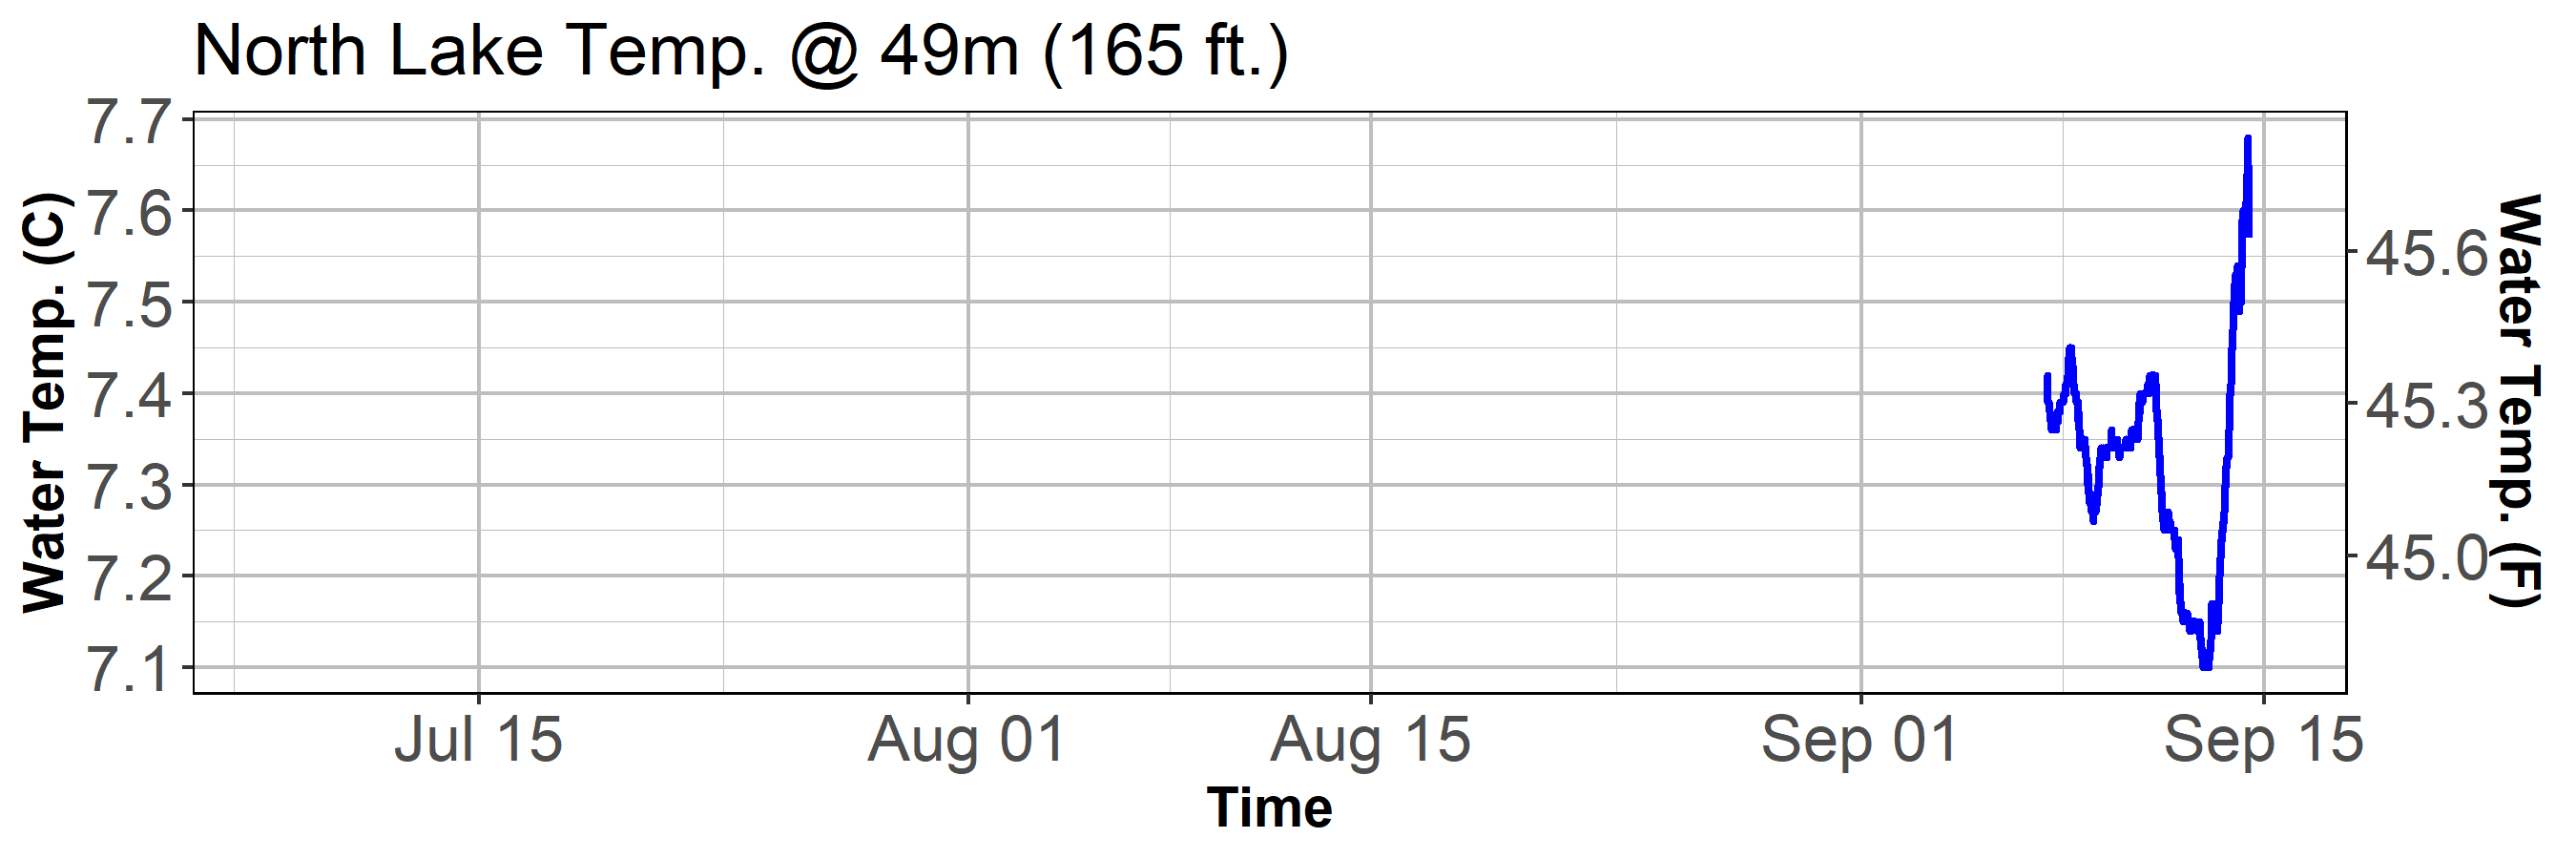 North Lake Temp. @ 49m (165 ft.)
Water Temp. (C)
7.7
7.6
7.5
7.4
7.3
7.2
7.1
45.6
45.3
45.0
Water Temp. (F)
Jul 15 Aug 01 Aug 15 Sep 01 Sep 15
Time